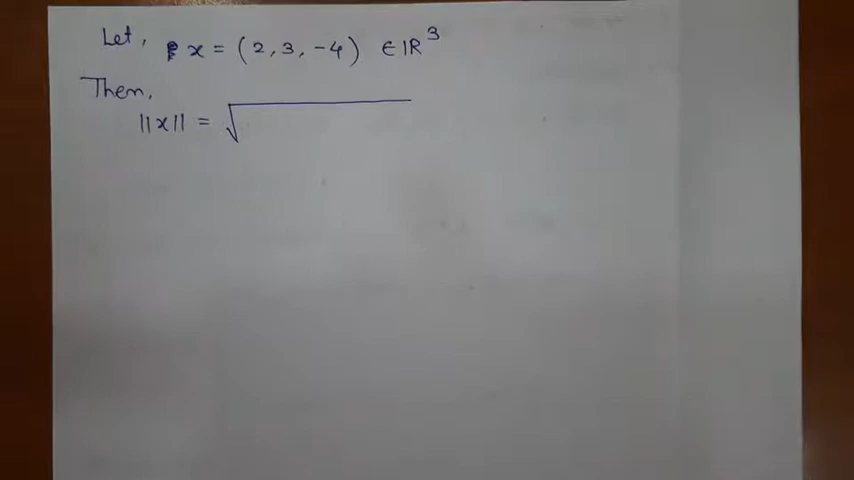 Let, x = (2, 3, -4) ∈ ℝ³
Then,
||x|| = √